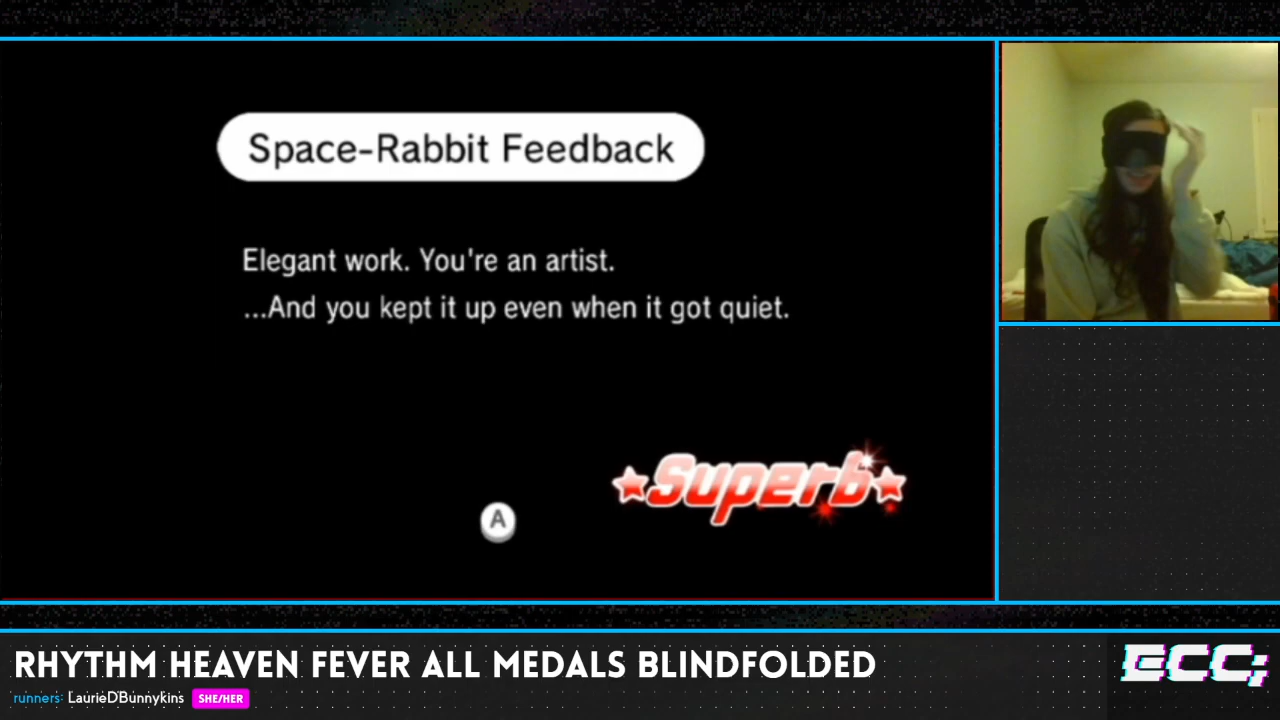 Space-Rabbit Feedback
Elegant work. You're an artist.
...And you kept it up even when it got quiet.
Superb
A
RHYTHM HEAVEN FEVER ALL MEDALS BLINDFOLDED
runners: LaurieDBunnykins SHE/HER
ECC;